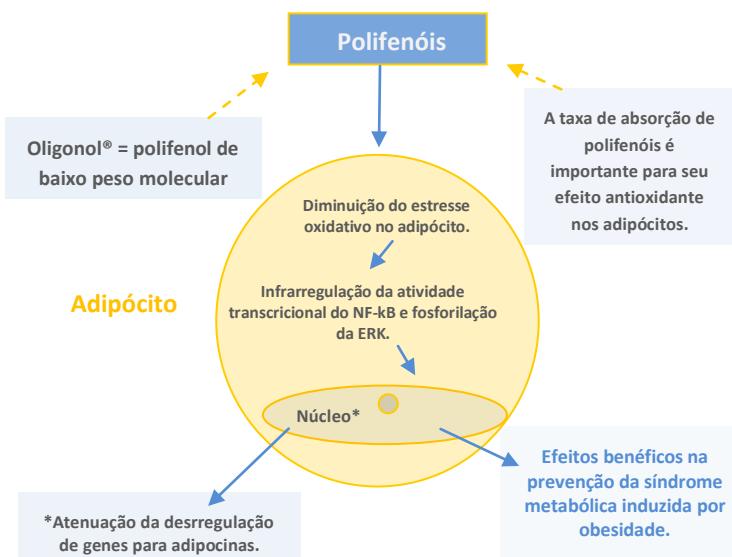 Polifenóis
Oligonol® = polifenol de
baixo peso molecular
A taxa de absorção de
polifenóis é
importante para seu
efeito antioxidante
nos adipócitos.
Diminuição do estresse
oxidativo no adipócito.
Adipócito
Infrarregulação da atividade
transcricional do NF-kB e fosforilação
da ERK.
Núcleo*
*Atenuação da desrregulação
de genes para adipocinas.
Efeitos benéficos na
prevenção da síndrome
metabólica induzida por
obesidade.